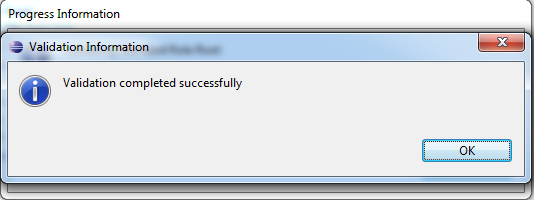 Progress Information
Validation Information
Validation completed successfully
OK